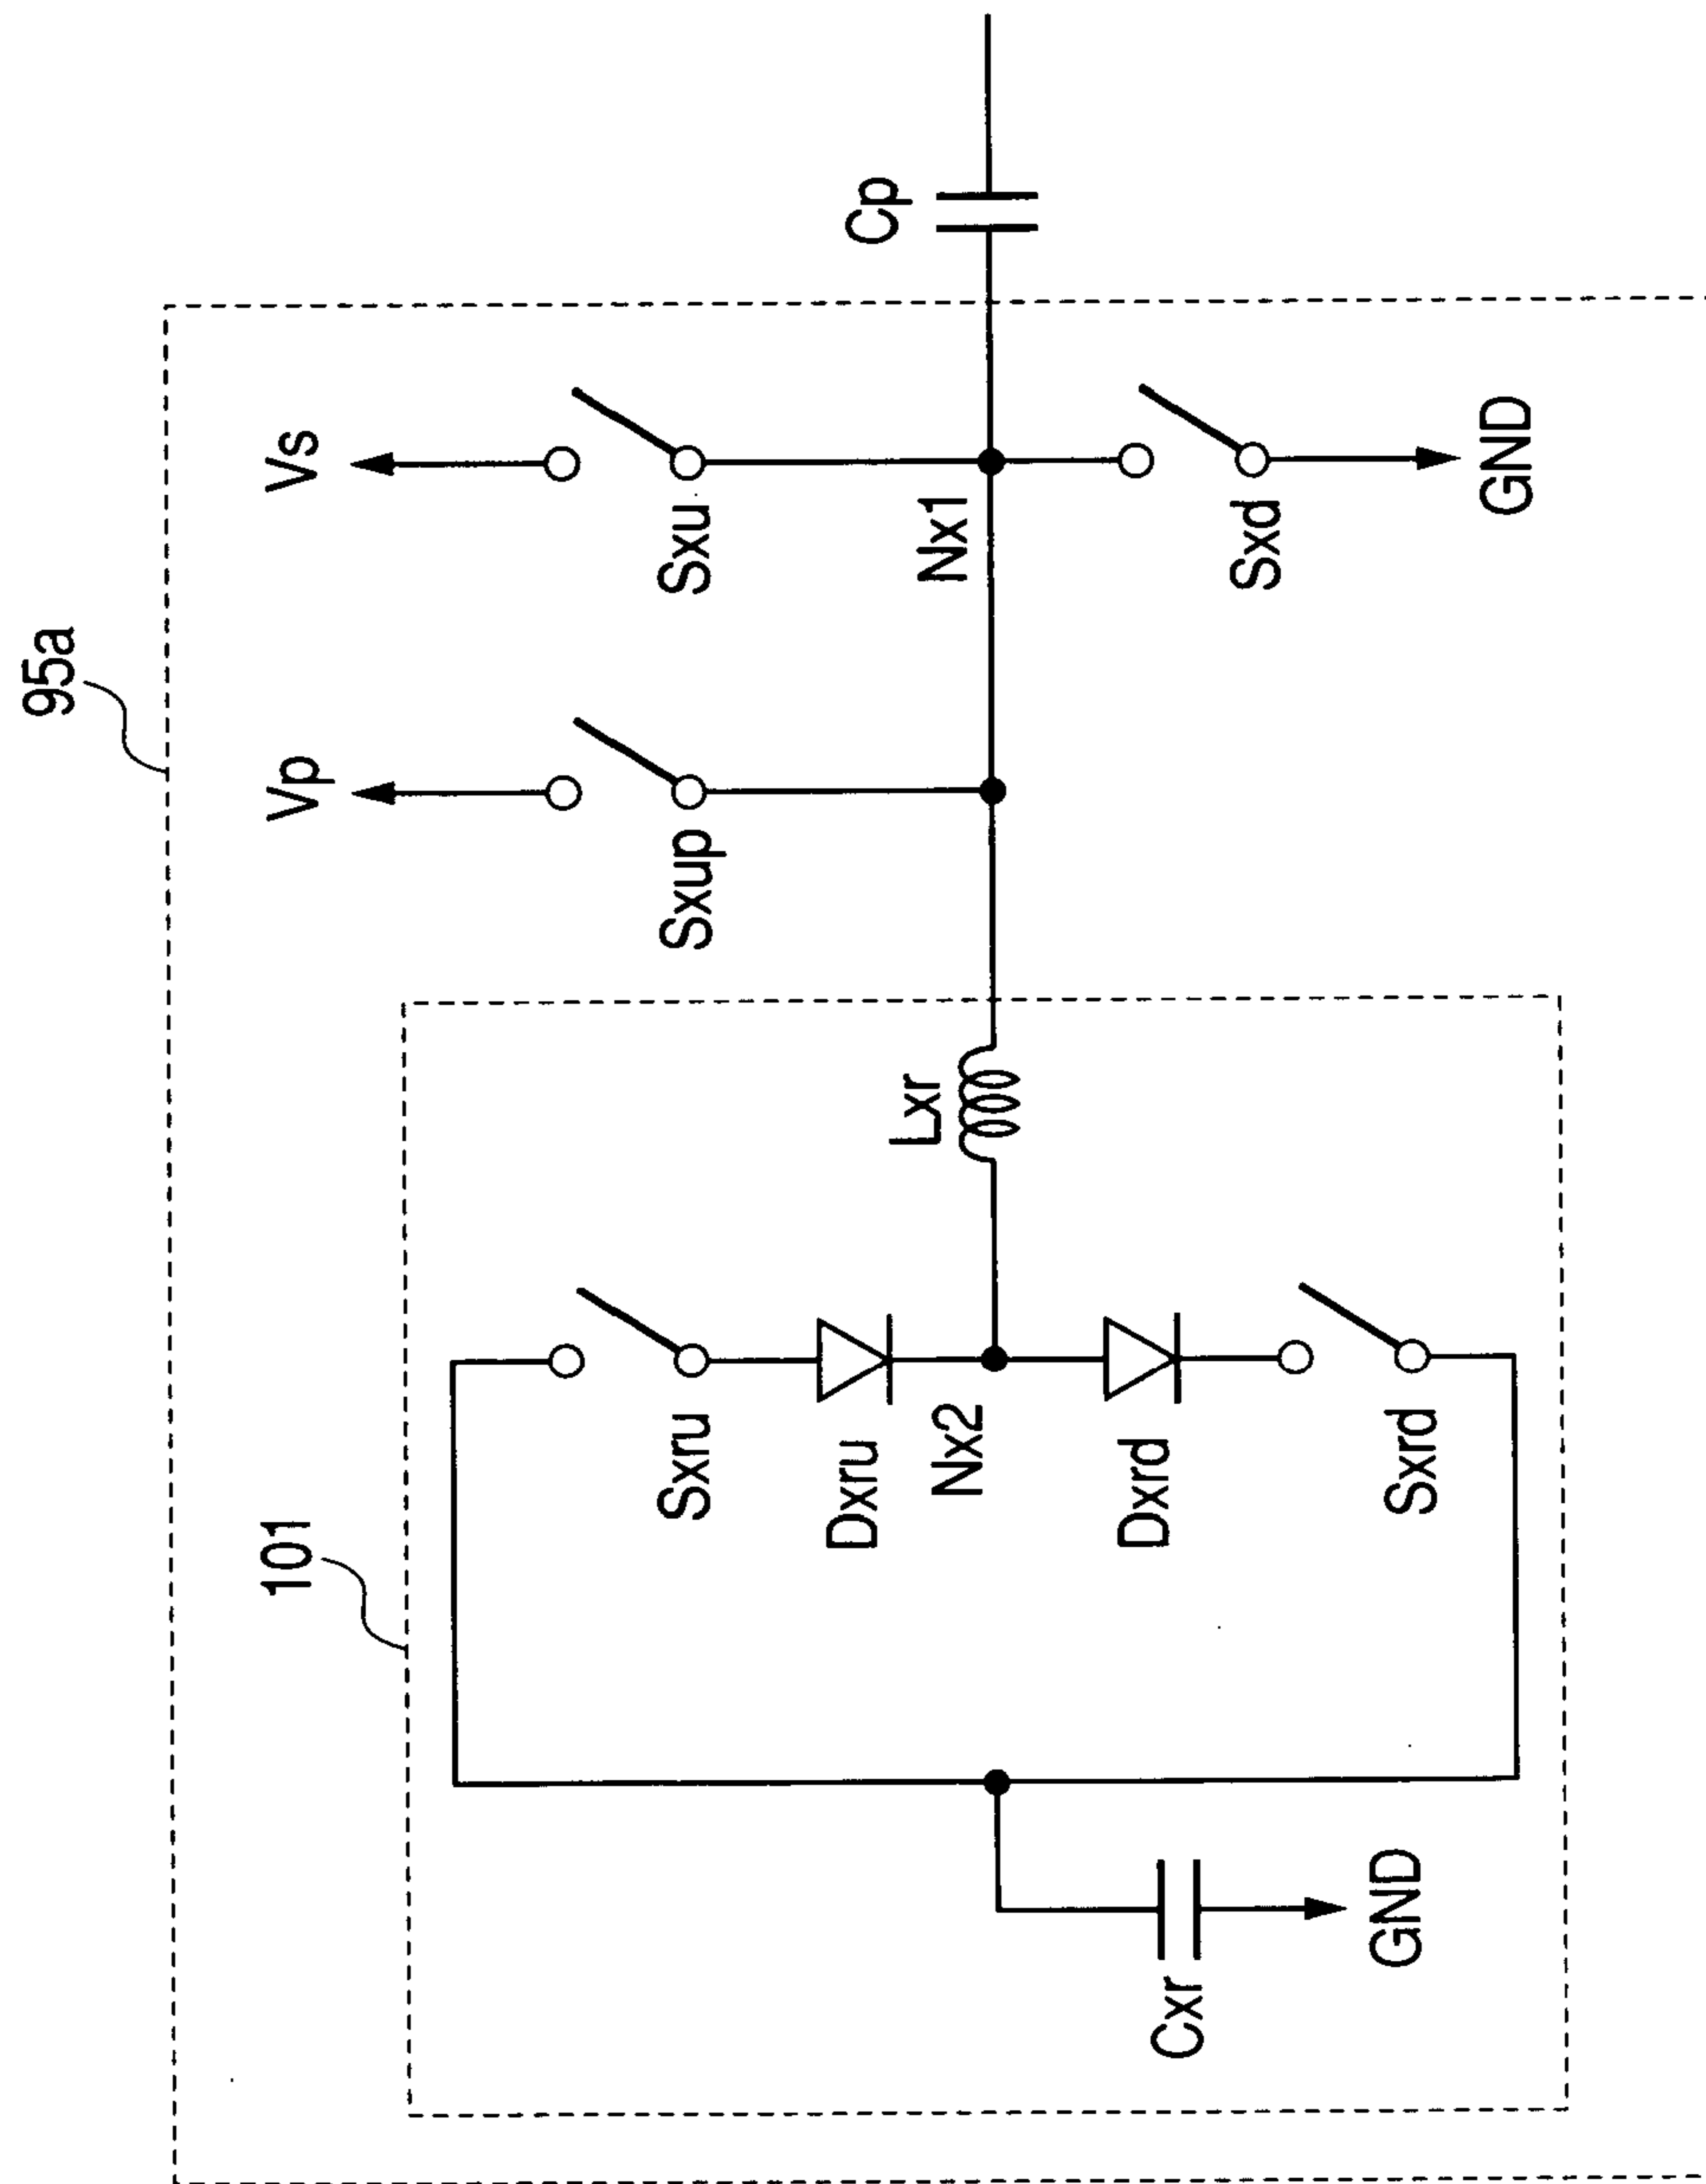 95a
Vp
Vs
101
Sxup
Sxu
Cp
Sxru
Dxru
Lxr
Nx1
Nx2
Dxrd
Sxd
Cxr
Sxrd
GND
GND